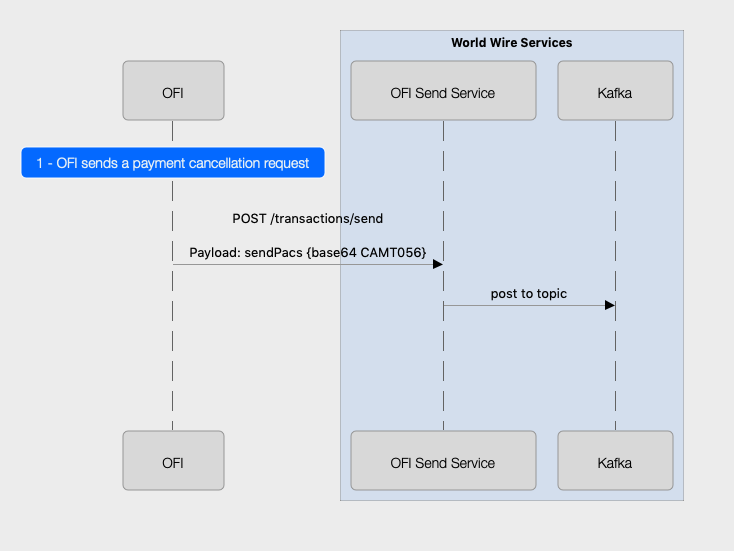 World Wire Services
OFI
OFI Send Service
Kafka
1 - OFI sends a payment cancellation request
POST /transactions/send
Payload: sendPacs {base64 CAMT056}
post to topic
OFI
OFI Send Service
Kafka